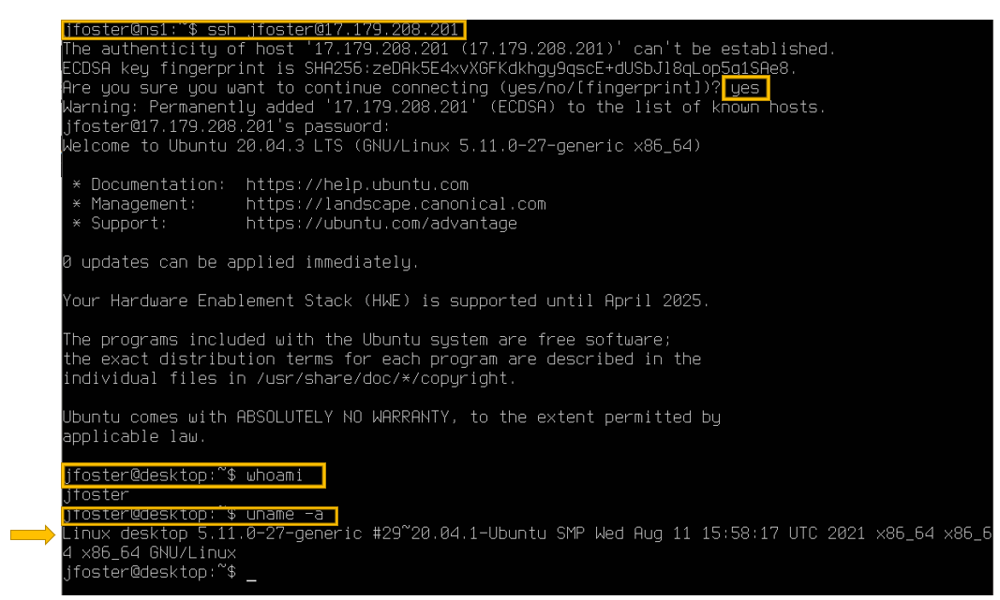 jfoster@ns1:~$ ssh jfoster@17.179.208.201
The authenticity of host '17.179.208.201 (17.179.208.201)' can't be established.
ECDSA key fingerprint is SHA256:zeDAk5E4xvXGFKdkhgy9qscE+dUSbJl8qLop5q1SAe8.
Are you sure you want to continue connecting (yes/no/[fingerprint])? yes
Warning: Permanently added '17.179.208.201' (ECDSA) to the list of known hosts.
jfoster@17.179.208.201's password:
Welcome to Ubuntu 20.04.3 LTS (GNU/Linux 5.11.0-27-generic x86_64)
* Documentation:  https://help.ubuntu.com
* Management:     https://landscape.canonical.com
* Support:        https://ubuntu.com/advantage
0 updates can be applied immediately.
Your Hardware Enablement Stack (HWE) is supported until April 2025.
The programs included with the Ubuntu system are free software;
the exact distribution terms for each program are described in the
individual files in /usr/share/doc/*/copyright.
Ubuntu comes with ABSOLUTELY NO WARRANTY, to the extent permitted by
applicable law.
jfoster@desktop:~$ whoami
jfoster
jfoster@desktop:~$ uname -a
Linux desktop 5.11.0-27-generic #29~20.04.1-Ubuntu SMP Wed Aug 11 15:58:17 UTC 2021 x86_64 x86_6
4 x86_64 GNU/Linux
jfoster@desktop:~$ _